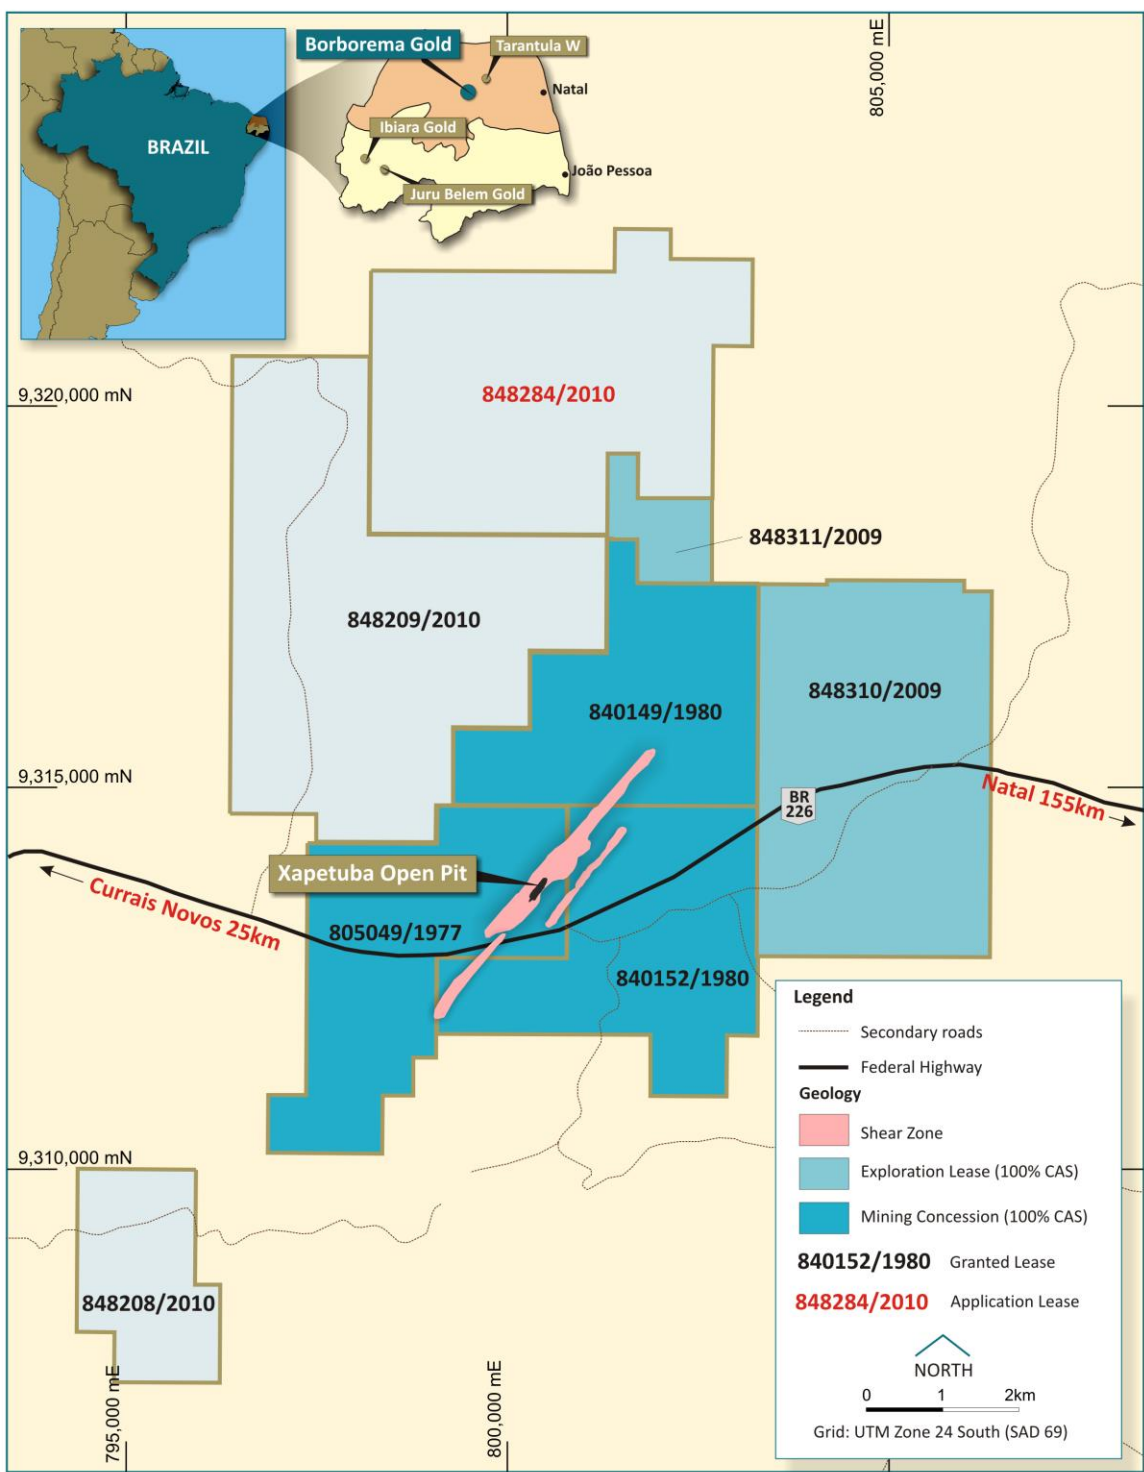 Borborema Gold
Tarantula W
Natal
BRAZIL
Ibiara Gold
João Pessoa
Juru Belem Gold
805,000 mE
9,320,000 mN
848284/2010
848311/2009
848209/2010
848310/2009
840149/1980
9,315,000 mN
BR
226
Natal 155km
Xapetuba Open Pit
Currais Novos 25km
805049/1977
840152/1980
9,310,000 mN
848208/2010
795,000 mE
800,000 mE
Legend
Secondary roads
Federal Highway
Geology
Shear Zone
Exploration Lease (100% CAS)
Mining Concession (100% CAS)
840152/1980 Granted Lease
848284/2010 Application Lease
NORTH
0 1 2km
Grid: UTM Zone 24 South (SAD 69)